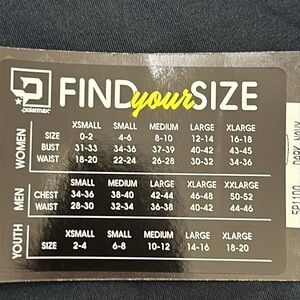 polarmax
FIND your SIZE
WOMEN
XSMALL SMALL MEDIUM LARGE XLARGE
SIZE 0-2 4-6 8-10 12-14 16-18
BUST 31-33 34-36 37-39 40-42 43-45
WAIST 18-20 22-24 26-28 30-32 34-36
MEN
SMALL MEDIUM LARGE XLARGE XXLARGE
CHEST 34-36 38-40 42-44 46-48 50-52
WAIST 28-30 32-34 36-38 40-42 44-46
YOUTH
XSMALL SMALL MEDIUM LARGE XLARGE
SIZE 2-4 6-8 10-12 14-16 18-20
DARK